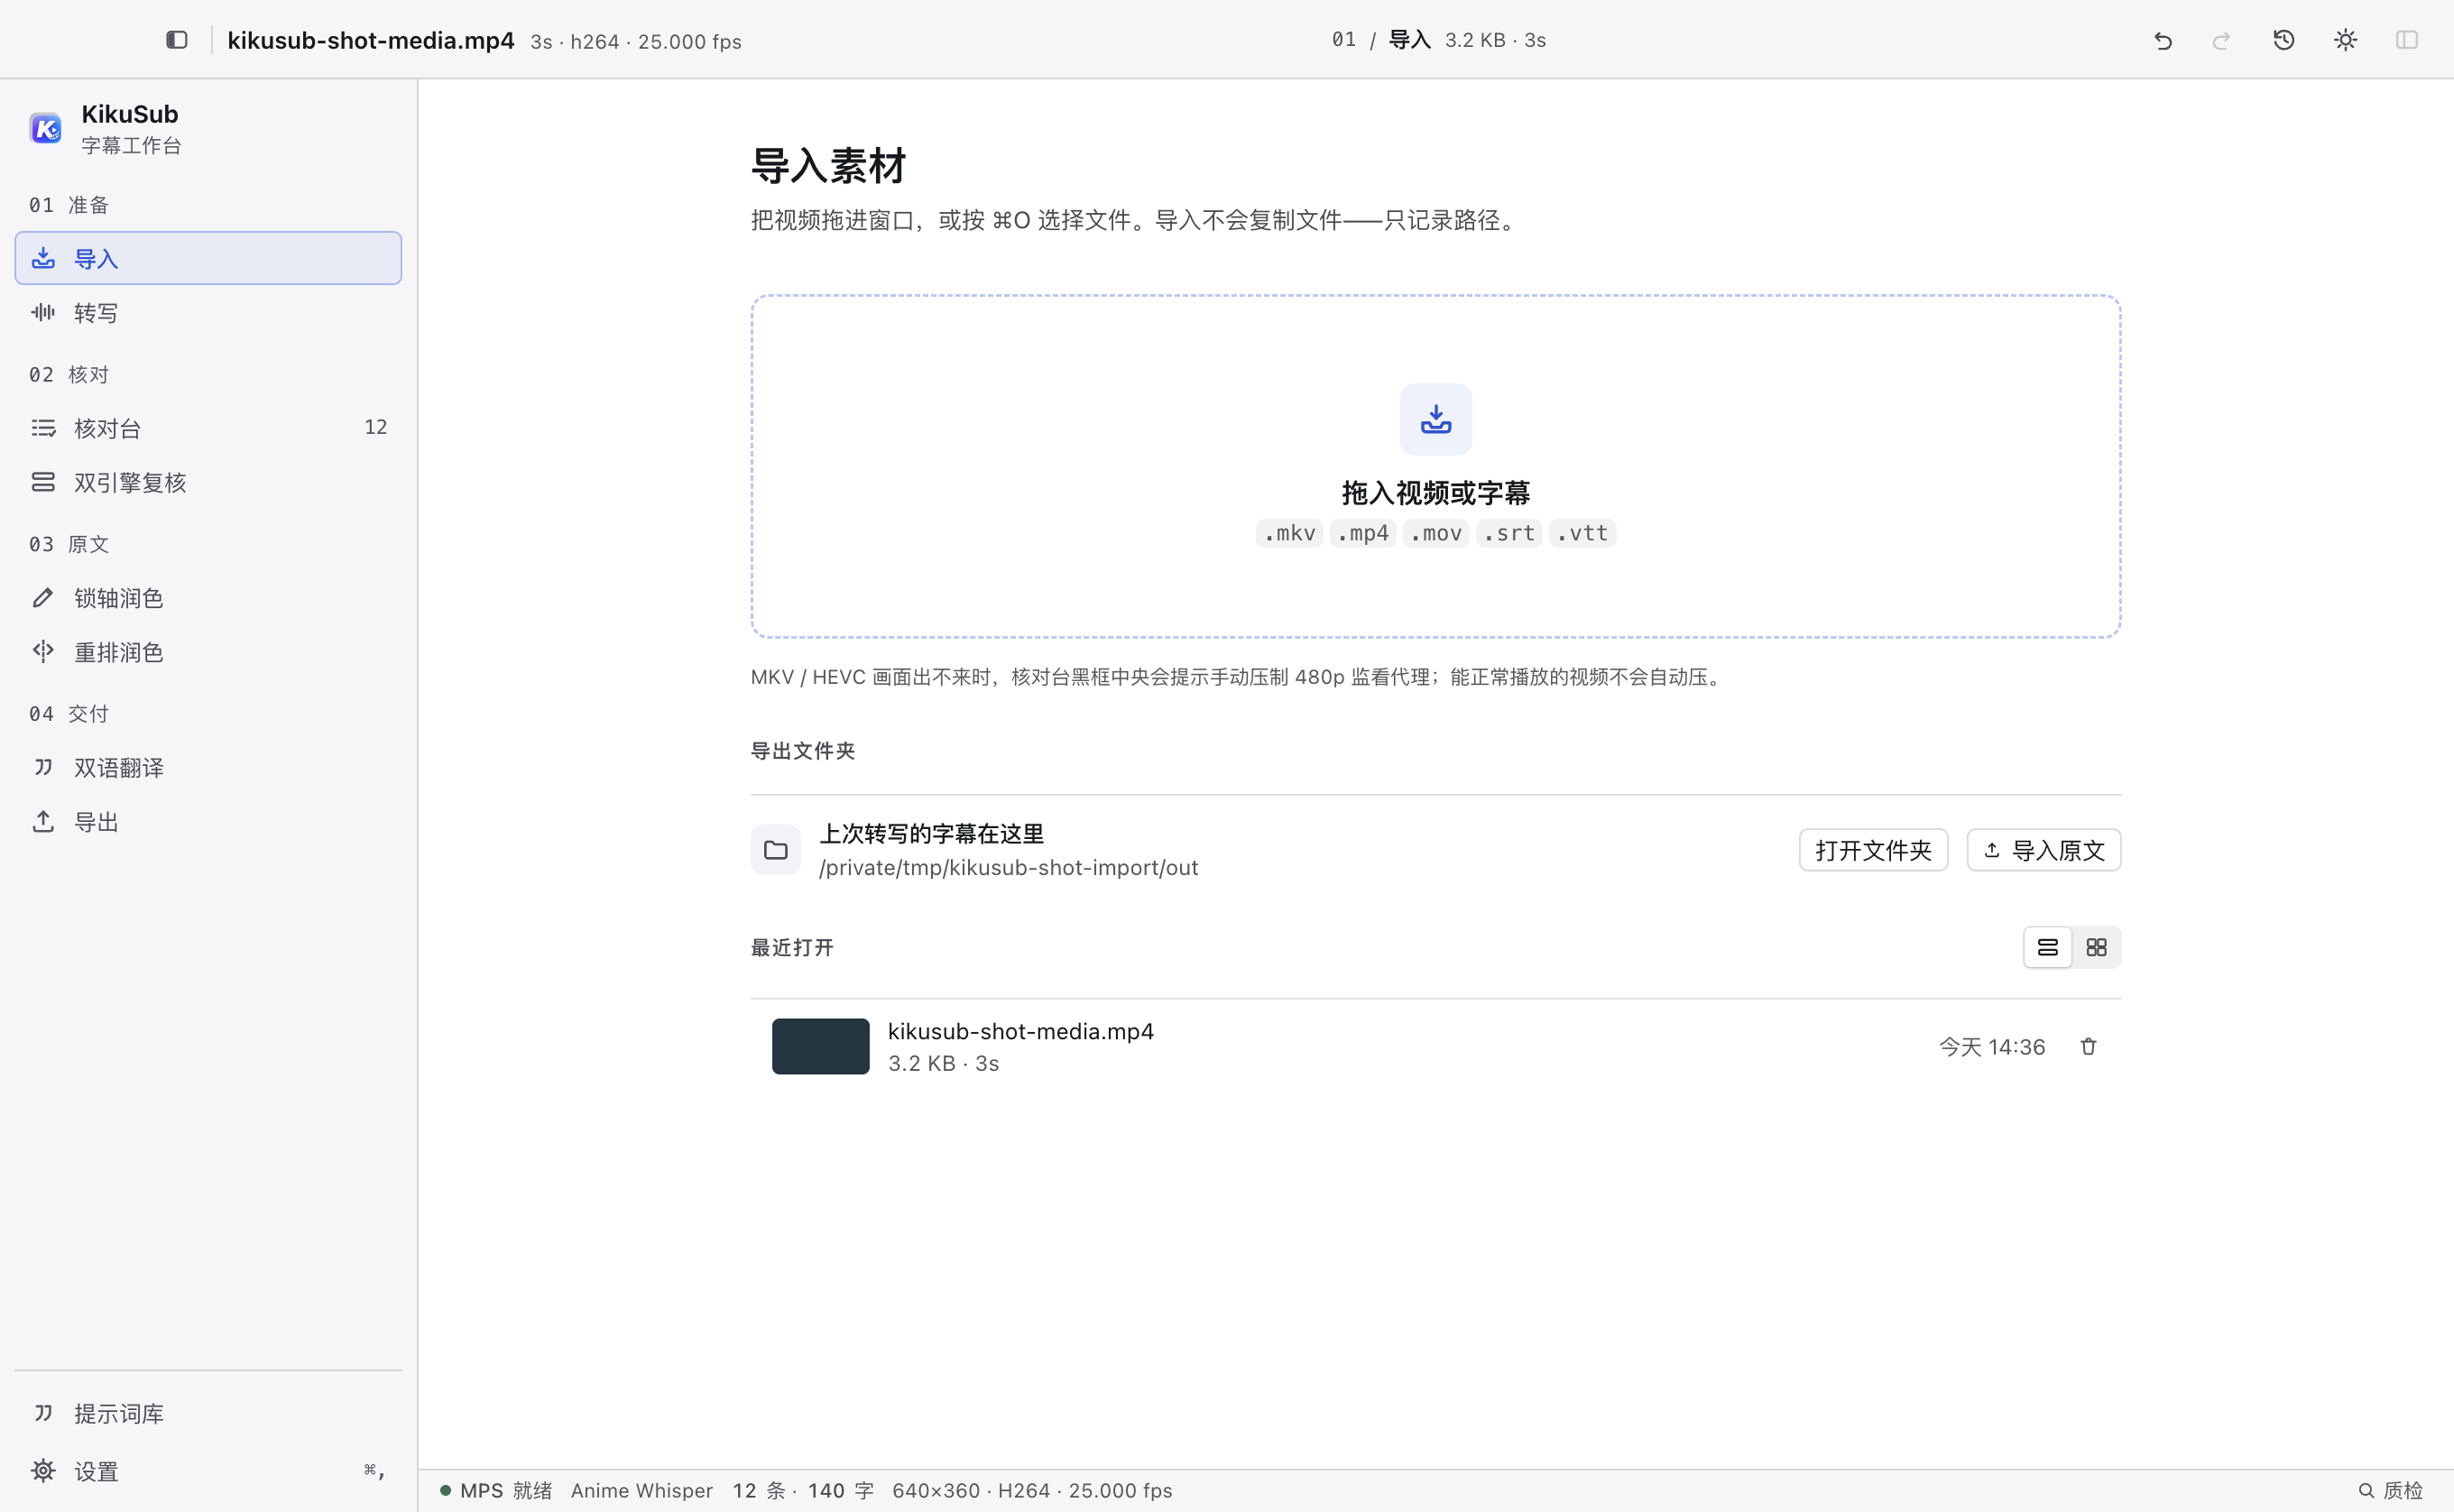 kikusub-shot-media.mp4 3s · h264 · 25.000 fps
01 / 导入 3.2 KB · 3s
KikuSub
字幕工作台
01 准备
导入
转写
02 核对
核对台 12
双引擎复核
03 原文
锁轴润色
重排润色
04 交付
双语翻译
导出
提示词库
设置 ⌘,
导入素材
把视频拖进窗口，或按 ⌘O 选择文件。导入不会复制文件——只记录路径。
拖入视频或字幕
.mkv .mp4 .mov .srt .vtt
MKV / HEVC 画面出不来时，核对台黑框中央会提示手动压制 480p 监看代理；能正常播放的视频不会自动压。
导出文件夹
上次转写的字幕在这里
/private/tmp/kikusub-shot-import/out
打开文件夹
导入原文
最近打开
kikusub-shot-media.mp4
3.2 KB · 3s
今天 14:36
MPS 就绪 Anime Whisper 12 条 · 140 字 640×360 · H264 · 25.000 fps
质检